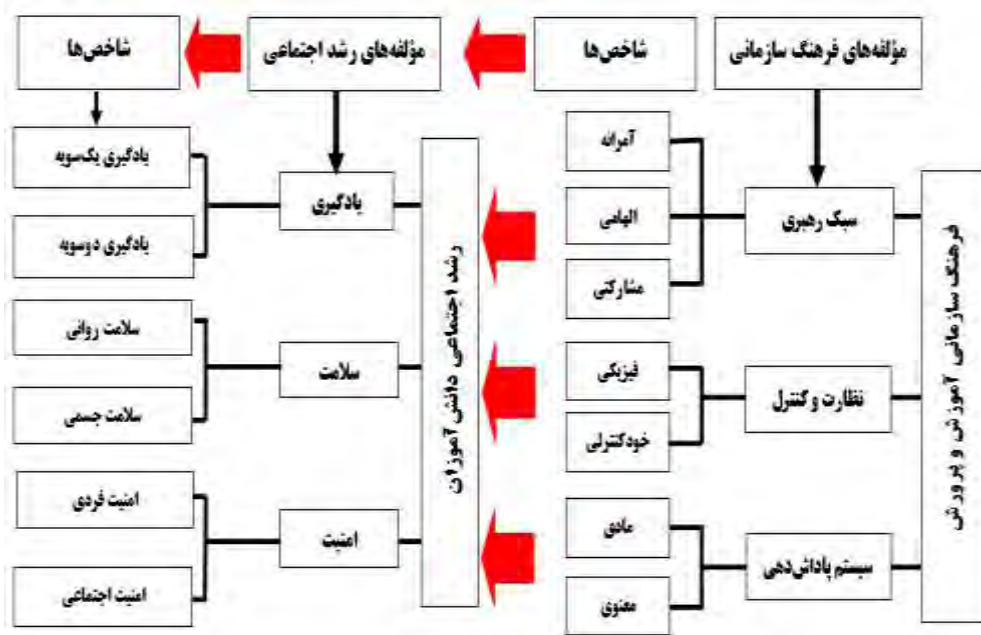 مؤلفه‌های فرهنگ سازمانی
شاخص‌ها
مؤلفه‌های رشد اجتماعی
شاخص‌ها
فرهنگ سازمانی آموزش و پرورش
سبک رهبری
آمرانه
الهامی
مشارکتی
نظارت و کنترل
فیزیکی
خودکنترلی
سیستم پاداش‌دهی
مادی
معنوی
رشد اجتماعی دانش آموزان
یادگیری
یادگیری یک‌سویه
یادگیری دوسویه
سلامت
سلامت روانی
سلامت جسمی
امنیت
امنیت فردی
امنیت اجتماعی